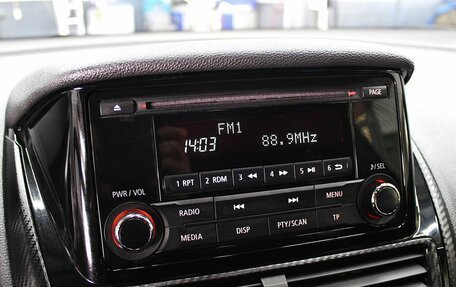 PAGE
FM1
14:03 88.9MHz
1 RPT 2 RDM 3 4 5 6
PWR / VOL
/SEL
RADIO MENU
MEDIA DISP PTY/SCAN TP